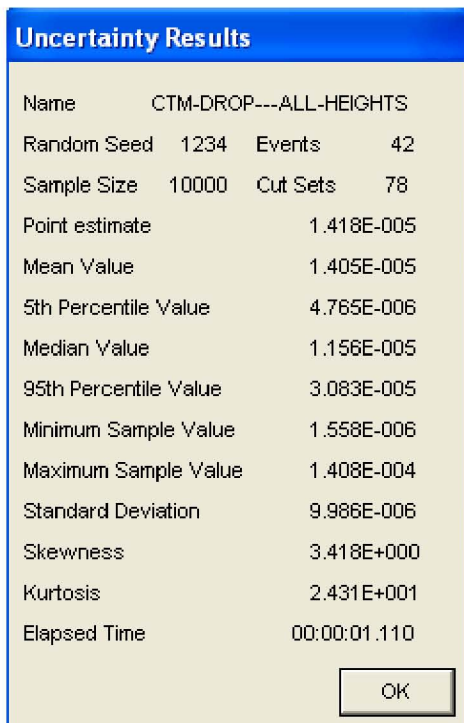 Uncertainty Results
Name CTM-DROP---ALL-HEIGHTS
Random Seed 1234 Events 42
Sample Size 10000 Cut Sets 78
Point estimate 1.418E-005
Mean Value 1.405E-005
5th Percentile Value 4.765E-006
Median Value 1.156E-005
95th Percentile Value 3.083E-005
Minimum Sample Value 1.558E-006
Maximum Sample Value 1.408E-004
Standard Deviation 9.986E-006
Skewness 3.418E+000
Kurtosis 2.431E+001
Elapsed Time 00:00:01.110
OK